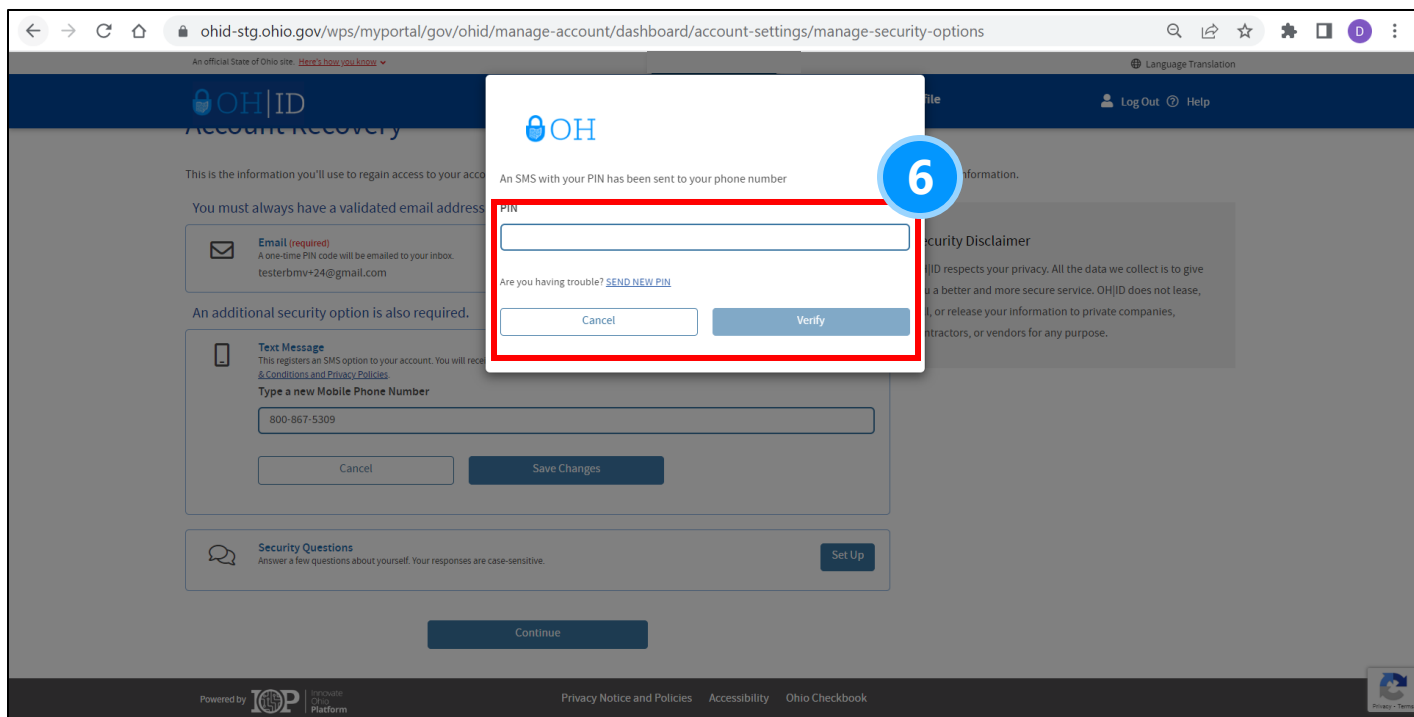 ohid-stg.ohio.gov/wps/myportal/gov/ohid/manage-account/dashboard/account-settings/manage-security-options
D
An official State of Ohio site. Here's how you know
Language Translation
OH|ID
file
Log Out
Help
Account Recovery
OH
This is the information you'll use to regain access to your acco
nformation.
An SMS with your PIN has been sent to your phone number
6
You must always have a validated email address
PIN
Email (required)
A one-time PIN code will be emailed to your inbox.
testerbmv+24@gmail.com
Are you having trouble? SEND NEW PIN
Cancel
Verify
ecurity Disclaimer
H|ID respects your privacy. All the data we collect is to give
u a better and more secure service. OH|ID does not lease,
l, or release your information to private companies,
ntractors, or vendors for any purpose.
An additional security option is also required.
Text Message
This registers an SMS option to your account. You will rece
& Conditions and Privacy Policies.
Type a new Mobile Phone Number
800-867-5309
Cancel
Save Changes
Security Questions
Answer a few questions about yourself. Your responses are case-sensitive.
Set Up
Continue
Powered by
IOP
Innovate
Ohio
Platform
Privacy Notice and Policies
Accessibility
Ohio Checkbook
Privacy - Terms